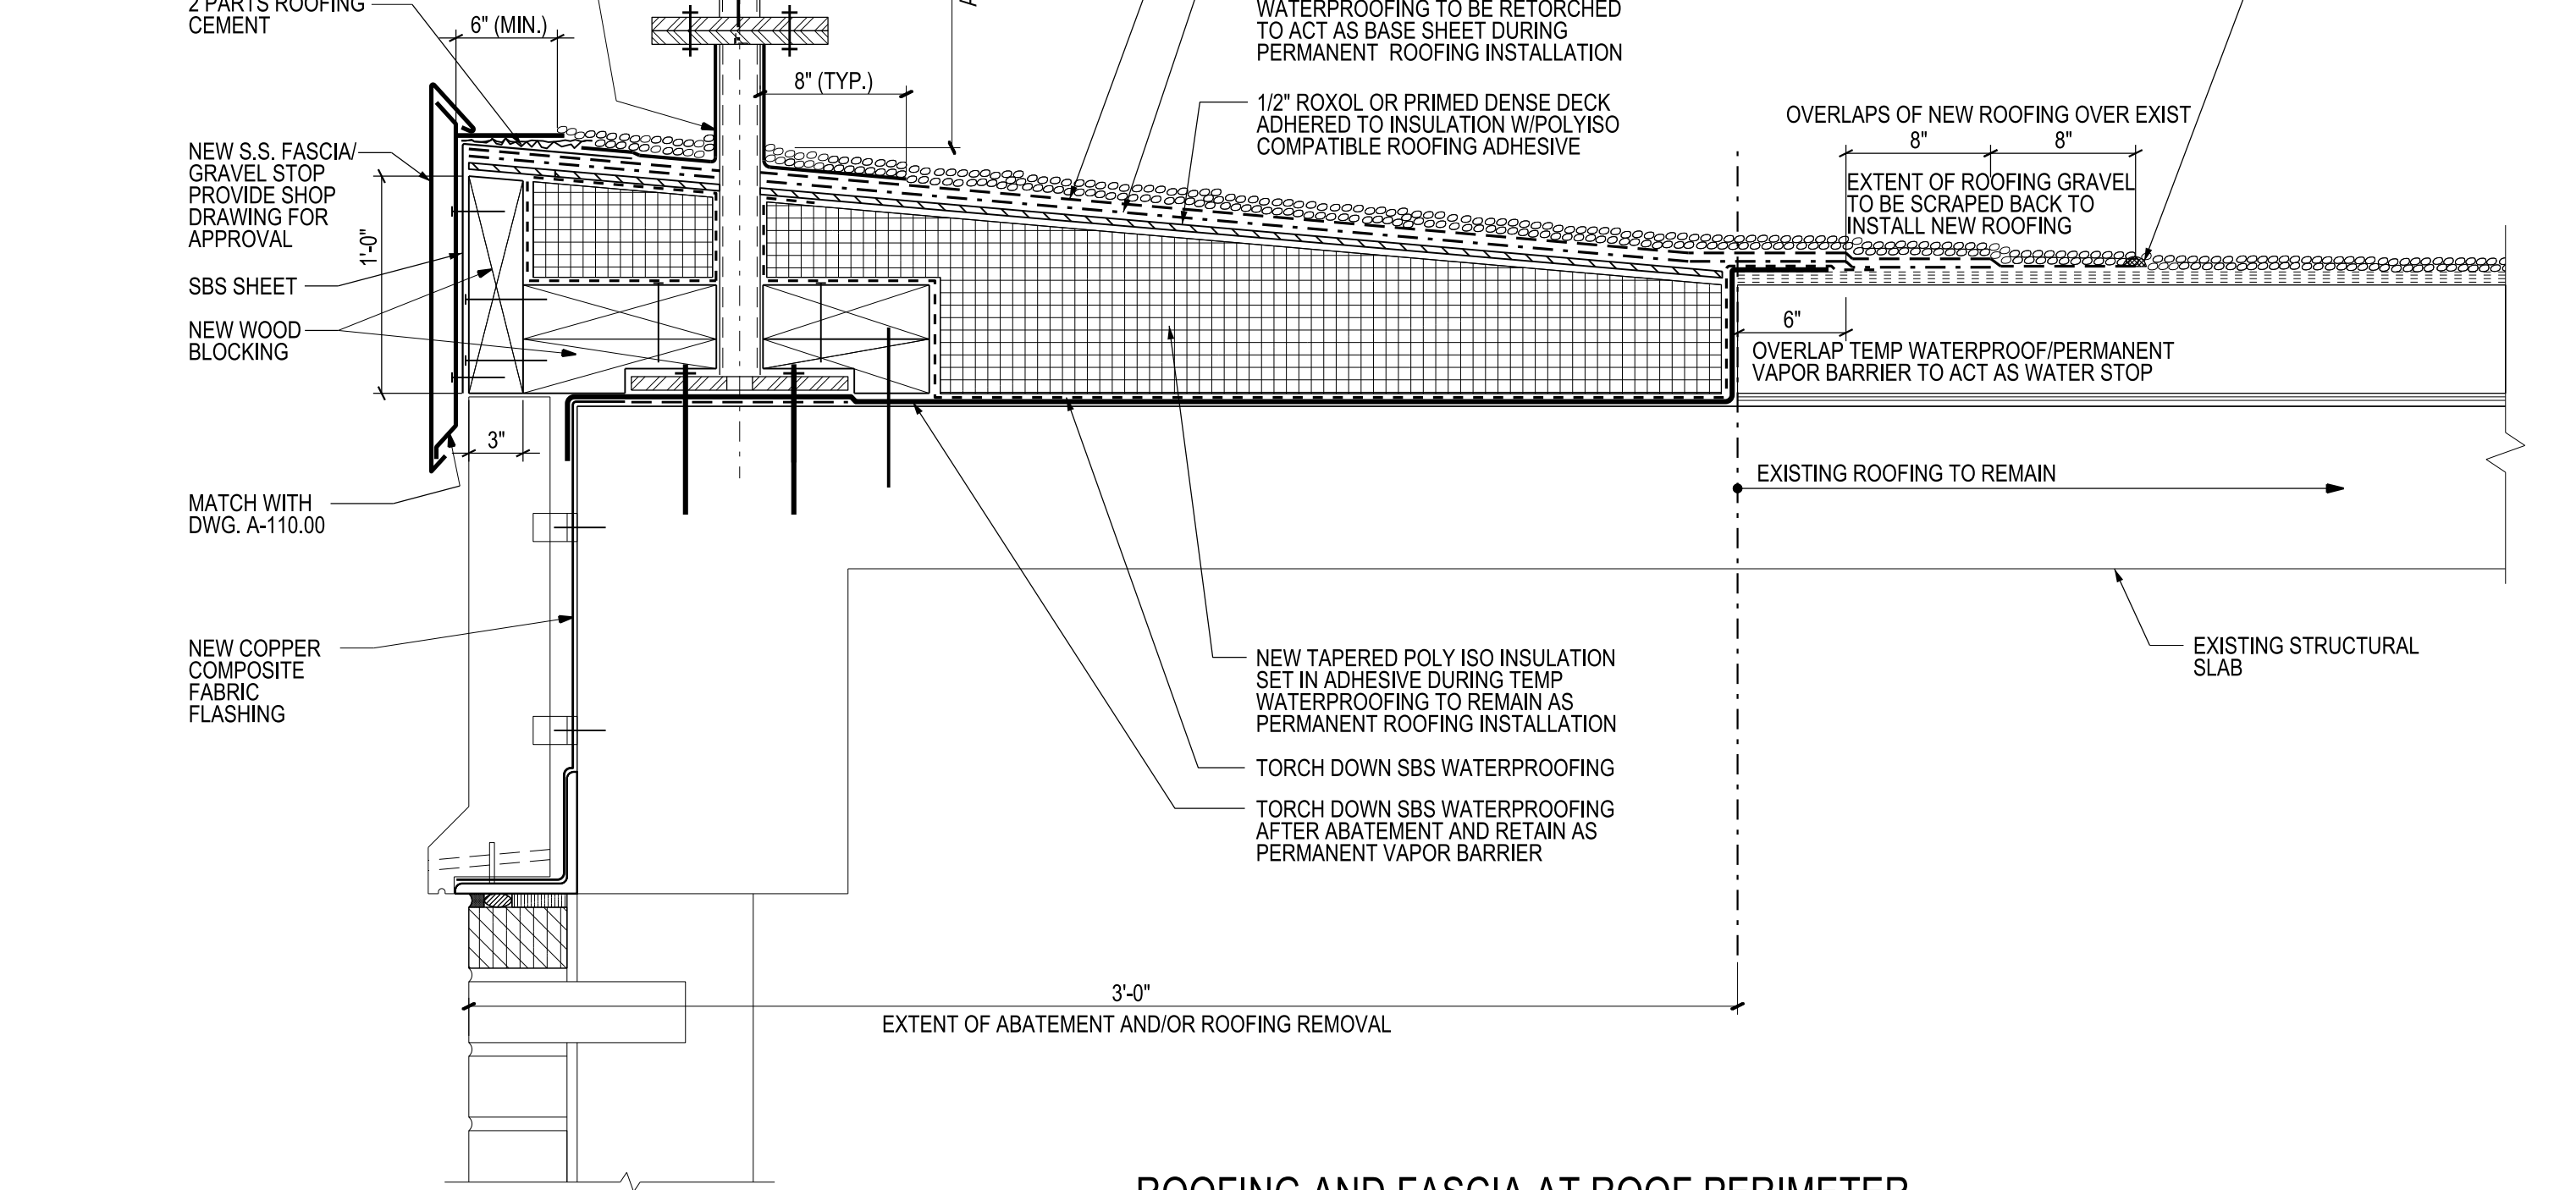 2 PARTS ROOFING
CEMENT
6" (MIN.)
8" (TYP.)
NEW S.S. FASCIA/
GRAVEL STOP
PROVIDE SHOP
DRAWING FOR
APPROVAL
1'-0"
SBS SHEET
NEW WOOD
BLOCKING
3"
MATCH WITH
DWG. A-110.00
NEW COPPER
COMPOSITE
FABRIC
FLASHING
WATERPROOFING TO BE RETORCHED
TO ACT AS BASE SHEET DURING
PERMANENT ROOFING INSTALLATION
1/2" ROXOL OR PRIMED DENSE DECK
ADHERED TO INSULATION W/POLYISO
COMPATIBLE ROOFING ADHESIVE
OVERLAPS OF NEW ROOFING OVER EXIST
8" 8"
EXTENT OF ROOFING GRAVEL
TO BE SCRAPED BACK TO
INSTALL NEW ROOFING
6"
OVERLAP TEMP WATERPROOF/PERMANENT
VAPOR BARRIER TO ACT AS WATER STOP
EXISTING ROOFING TO REMAIN
EXISTING STRUCTURAL
SLAB
NEW TAPERED POLY ISO INSULATION
SET IN ADHESIVE DURING TEMP
WATERPROOFING TO REMAIN AS
PERMANENT ROOFING INSTALLATION
TORCH DOWN SBS WATERPROOFING
TORCH DOWN SBS WATERPROOFING
AFTER ABATEMENT AND RETAIN AS
PERMANENT VAPOR BARRIER
3'-0"
EXTENT OF ABATEMENT AND/OR ROOFING REMOVAL
ROOFING AND FASCIA AT ROOF PERIMETER